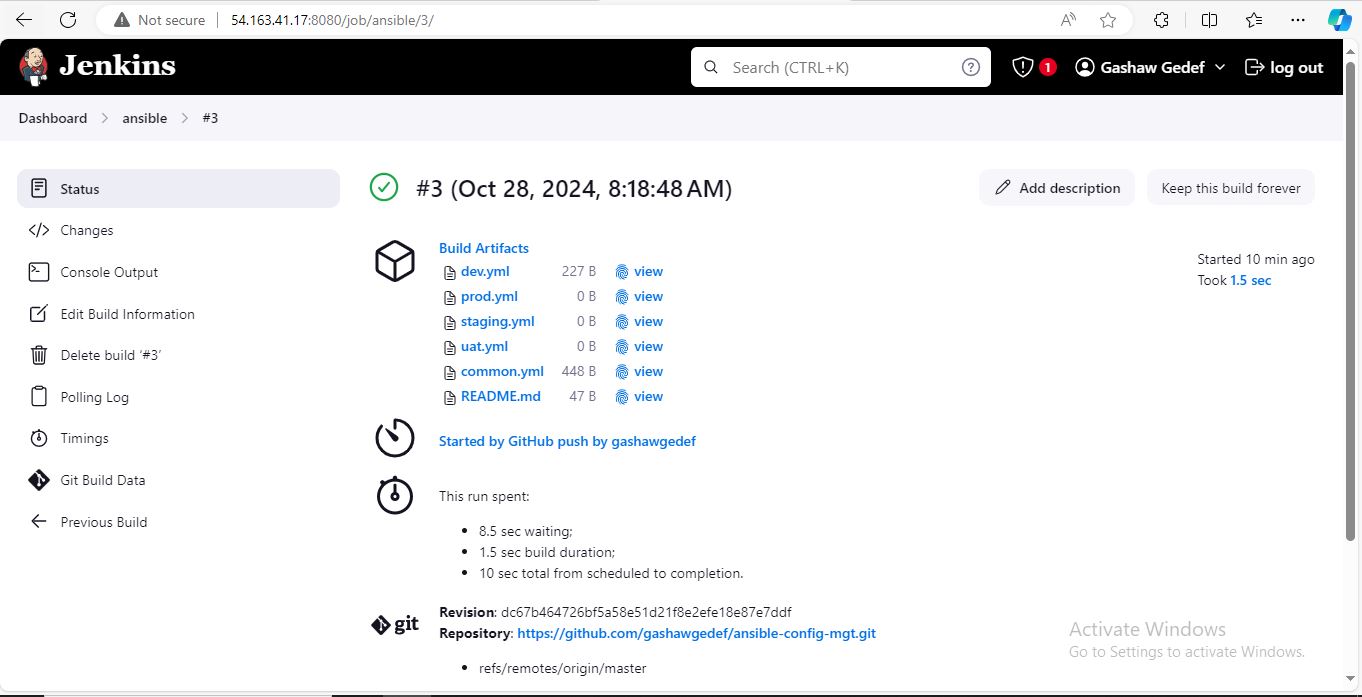 Not secure 54.163.41.17:8080/job/ansible/3/
Jenkins
Search (CTRL+K)
1
Gashaw Gedef
log out
Dashboard > ansible > #3
Status
Changes
Console Output
Edit Build Information
Delete build ‘#3’
Polling Log
Timings
Git Build Data
Previous Build
#3 (Oct 28, 2024, 8:18:48 AM)
Add description
Keep this build forever
Started 10 min ago
Took 1.5 sec
Build Artifacts
dev.yml 227 B view
prod.yml 0 B view
staging.yml 0 B view
uat.yml 0 B view
common.yml 448 B view
README.md 47 B view
Started by GitHub push by gashawgedef
This run spent:
• 8.5 sec waiting;
• 1.5 sec build duration;
• 10 sec total from scheduled to completion.
git
Revision: dc67b464726bf5a58e51d21f8e2efe18e87e7ddf
Repository: https://github.com/gashawgedef/ansible-config-mgt.git
• refs/remotes/origin/master
Activate Windows
Go to Settings to activate Windows.